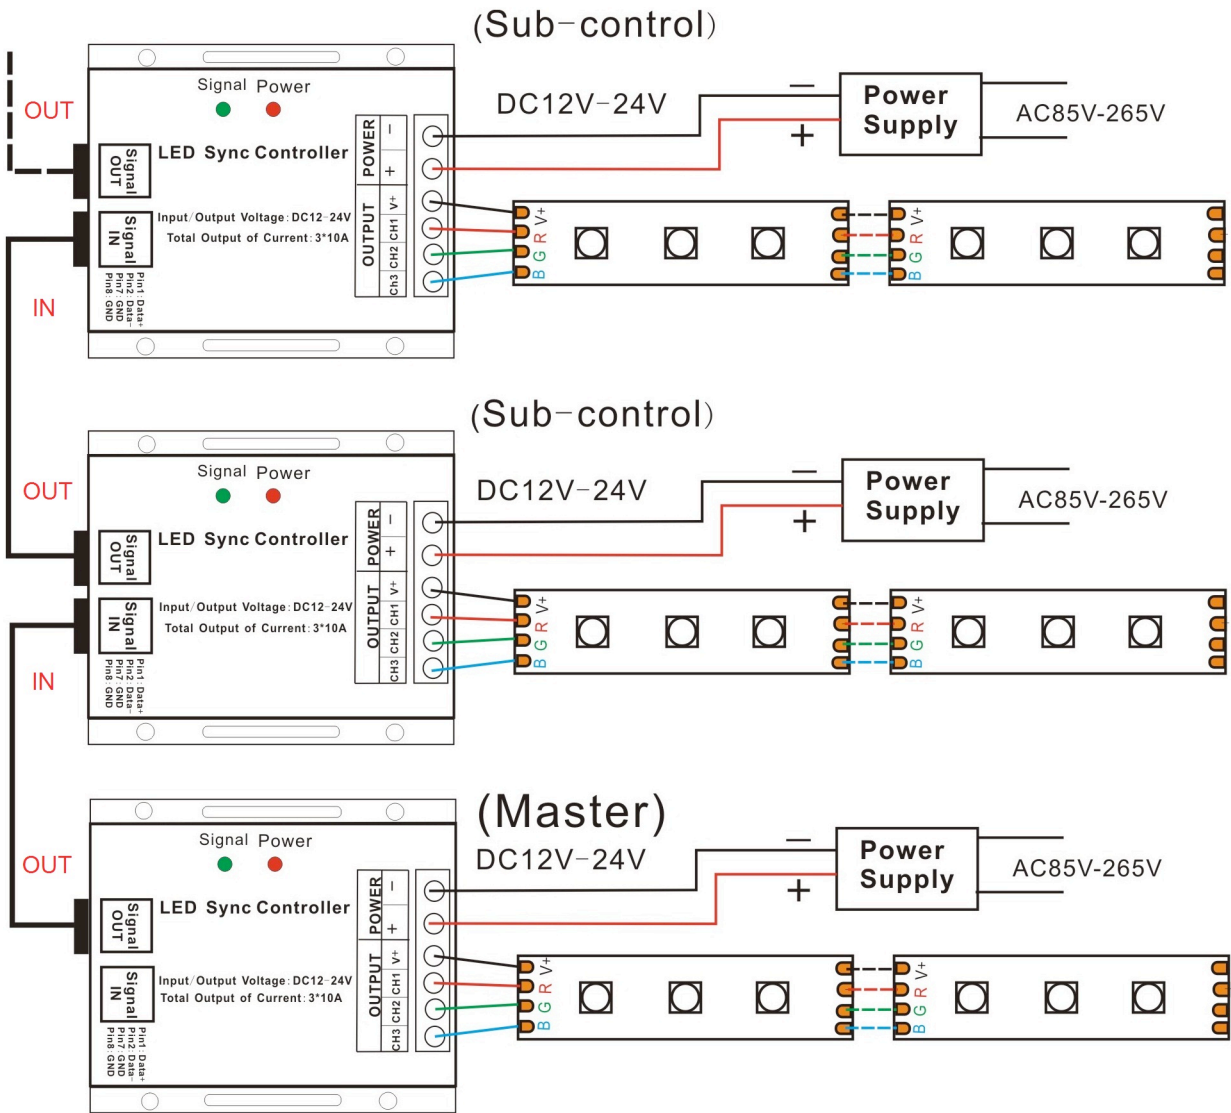 (Sub-control)
Signal Power
OUT
LED Sync Controller
Signal
OUT
Signal
IN
Input/Output Voltage:DC12-24V
Total Output of Current:3*10A
Pin1:Data+
Pin2:Data-
Pin7:GND
Pin8:GND
IN
POWER
−
+
OUTPUT
V+
CH1
CH2
Ch3
DC12V-24V
−
+
Power
Supply
AC85V-265V
V+
R
G
B
V+
R
G
B
(Sub-control)
Signal Power
OUT
LED Sync Controller
Signal
OUT
Signal
IN
Input/Output Voltage:DC12-24V
Total Output of Current:3*10A
Pin1:Data+
Pin2:Data-
Pin7:GND
Pin8:GND
IN
POWER
−
+
OUTPUT
V+
CH1
CH2
CH3
DC12V-24V
−
+
Power
Supply
AC85V-265V
V+
R
G
B
V+
R
G
B
(Master)
Signal Power
OUT
LED Sync Controller
Signal
OUT
Signal
IN
Input/Output Voltage:DC12-24V
Total Output of Current:3*10A
Pin1:Data+
Pin2:Data-
Pin7:GND
Pin8:GND
POWER
−
+
OUTPUT
V+
CH1
CH2
CH3
DC12V-24V
−
+
Power
Supply
AC85V-265V
V+
R
G
B
V+
R
G
B